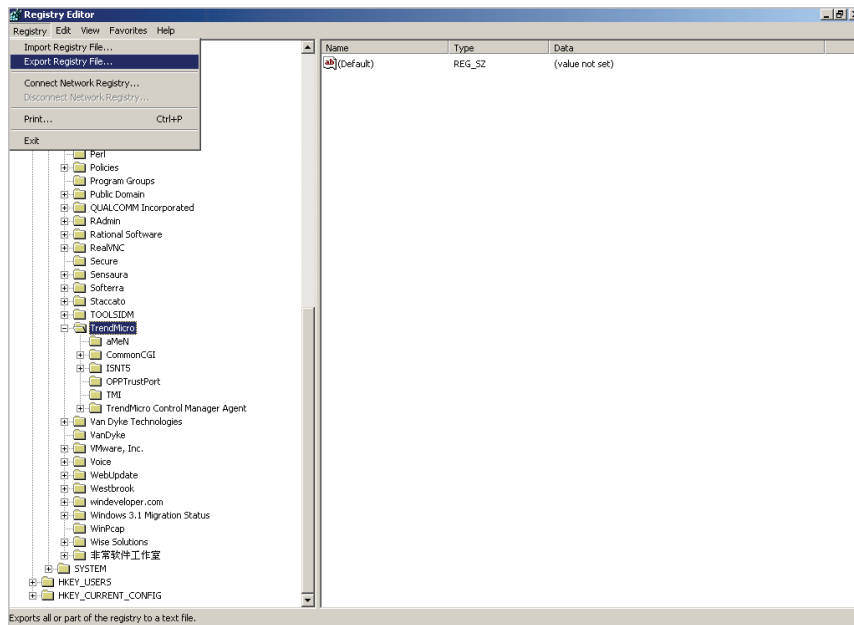 Registry Editor
Registry Edit View Favorites Help
Import Registry File...
Export Registry File...
Connect Network Registry...
Disconnect Network Registry...
Print... Ctrl+P
Exit
Name Type Data
(Default) REG_SZ (value not set)
Perl
Policies
Program Groups
Public Domain
QUALCOMM Incorporated
RAdmin
Rational Software
RealVNC
Secure
Sensaura
Softerra
Staccato
TOOLSIDM
TrendMicro
aMeN
CommonCGI
ISNT5
OPPTrustPort
TMI
TrendMicro Control Manager Agent
Van Dyke Technologies
VanDyke
VMware, Inc.
Voice
WebUpdate
Westbrook
windeveloper.com
Windows 3.1 Migration Status
WinPcap
Wise Solutions
非常软件工作室
SYSTEM
HKEY_USERS
HKEY_CURRENT_CONFIG
Exports all or part of the registry to a text file.